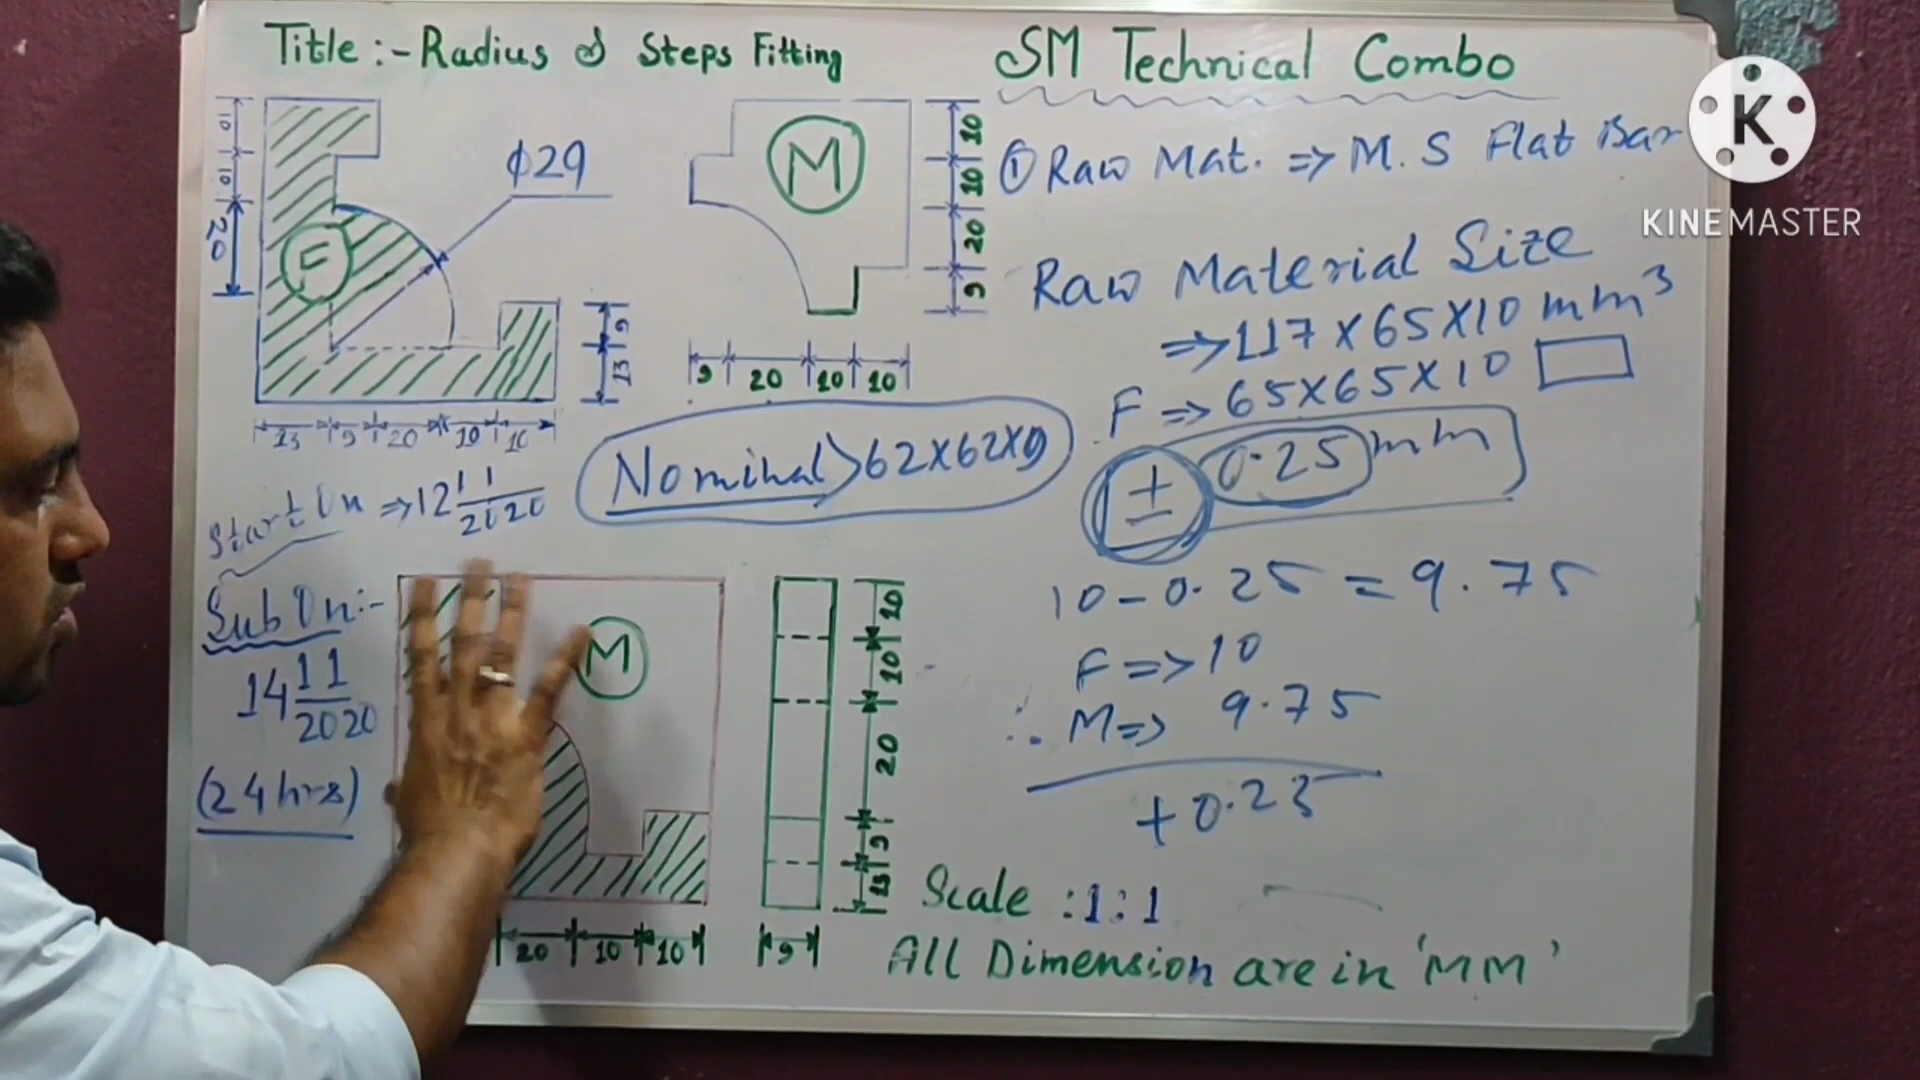 Title :- Radius & Steps Fitting
SM Technical Combo
K
KINEMASTER
10
10
20
F
ϕ29
9
13
13 9 20 10 10
M
10
10
20
9
9 20 10 10
① Raw Mat. => M.S Flat Bar
Raw Material Size
=> 117 X 65 X 10 mm³
F => 65 X 65 X 10
± 0.25 mm
Nominal > 62 X 62 X 9
Start On => 12 11/2020
Sub On :-
14 11/2020
(24 hrs)
M
10
10
20
9
13
20 10 10
9
10 - 0.25 = 9.75
F => 10
∴ M => 9.75
+ 0.25
Scale : 1 : 1
All Dimension are in 'MM'